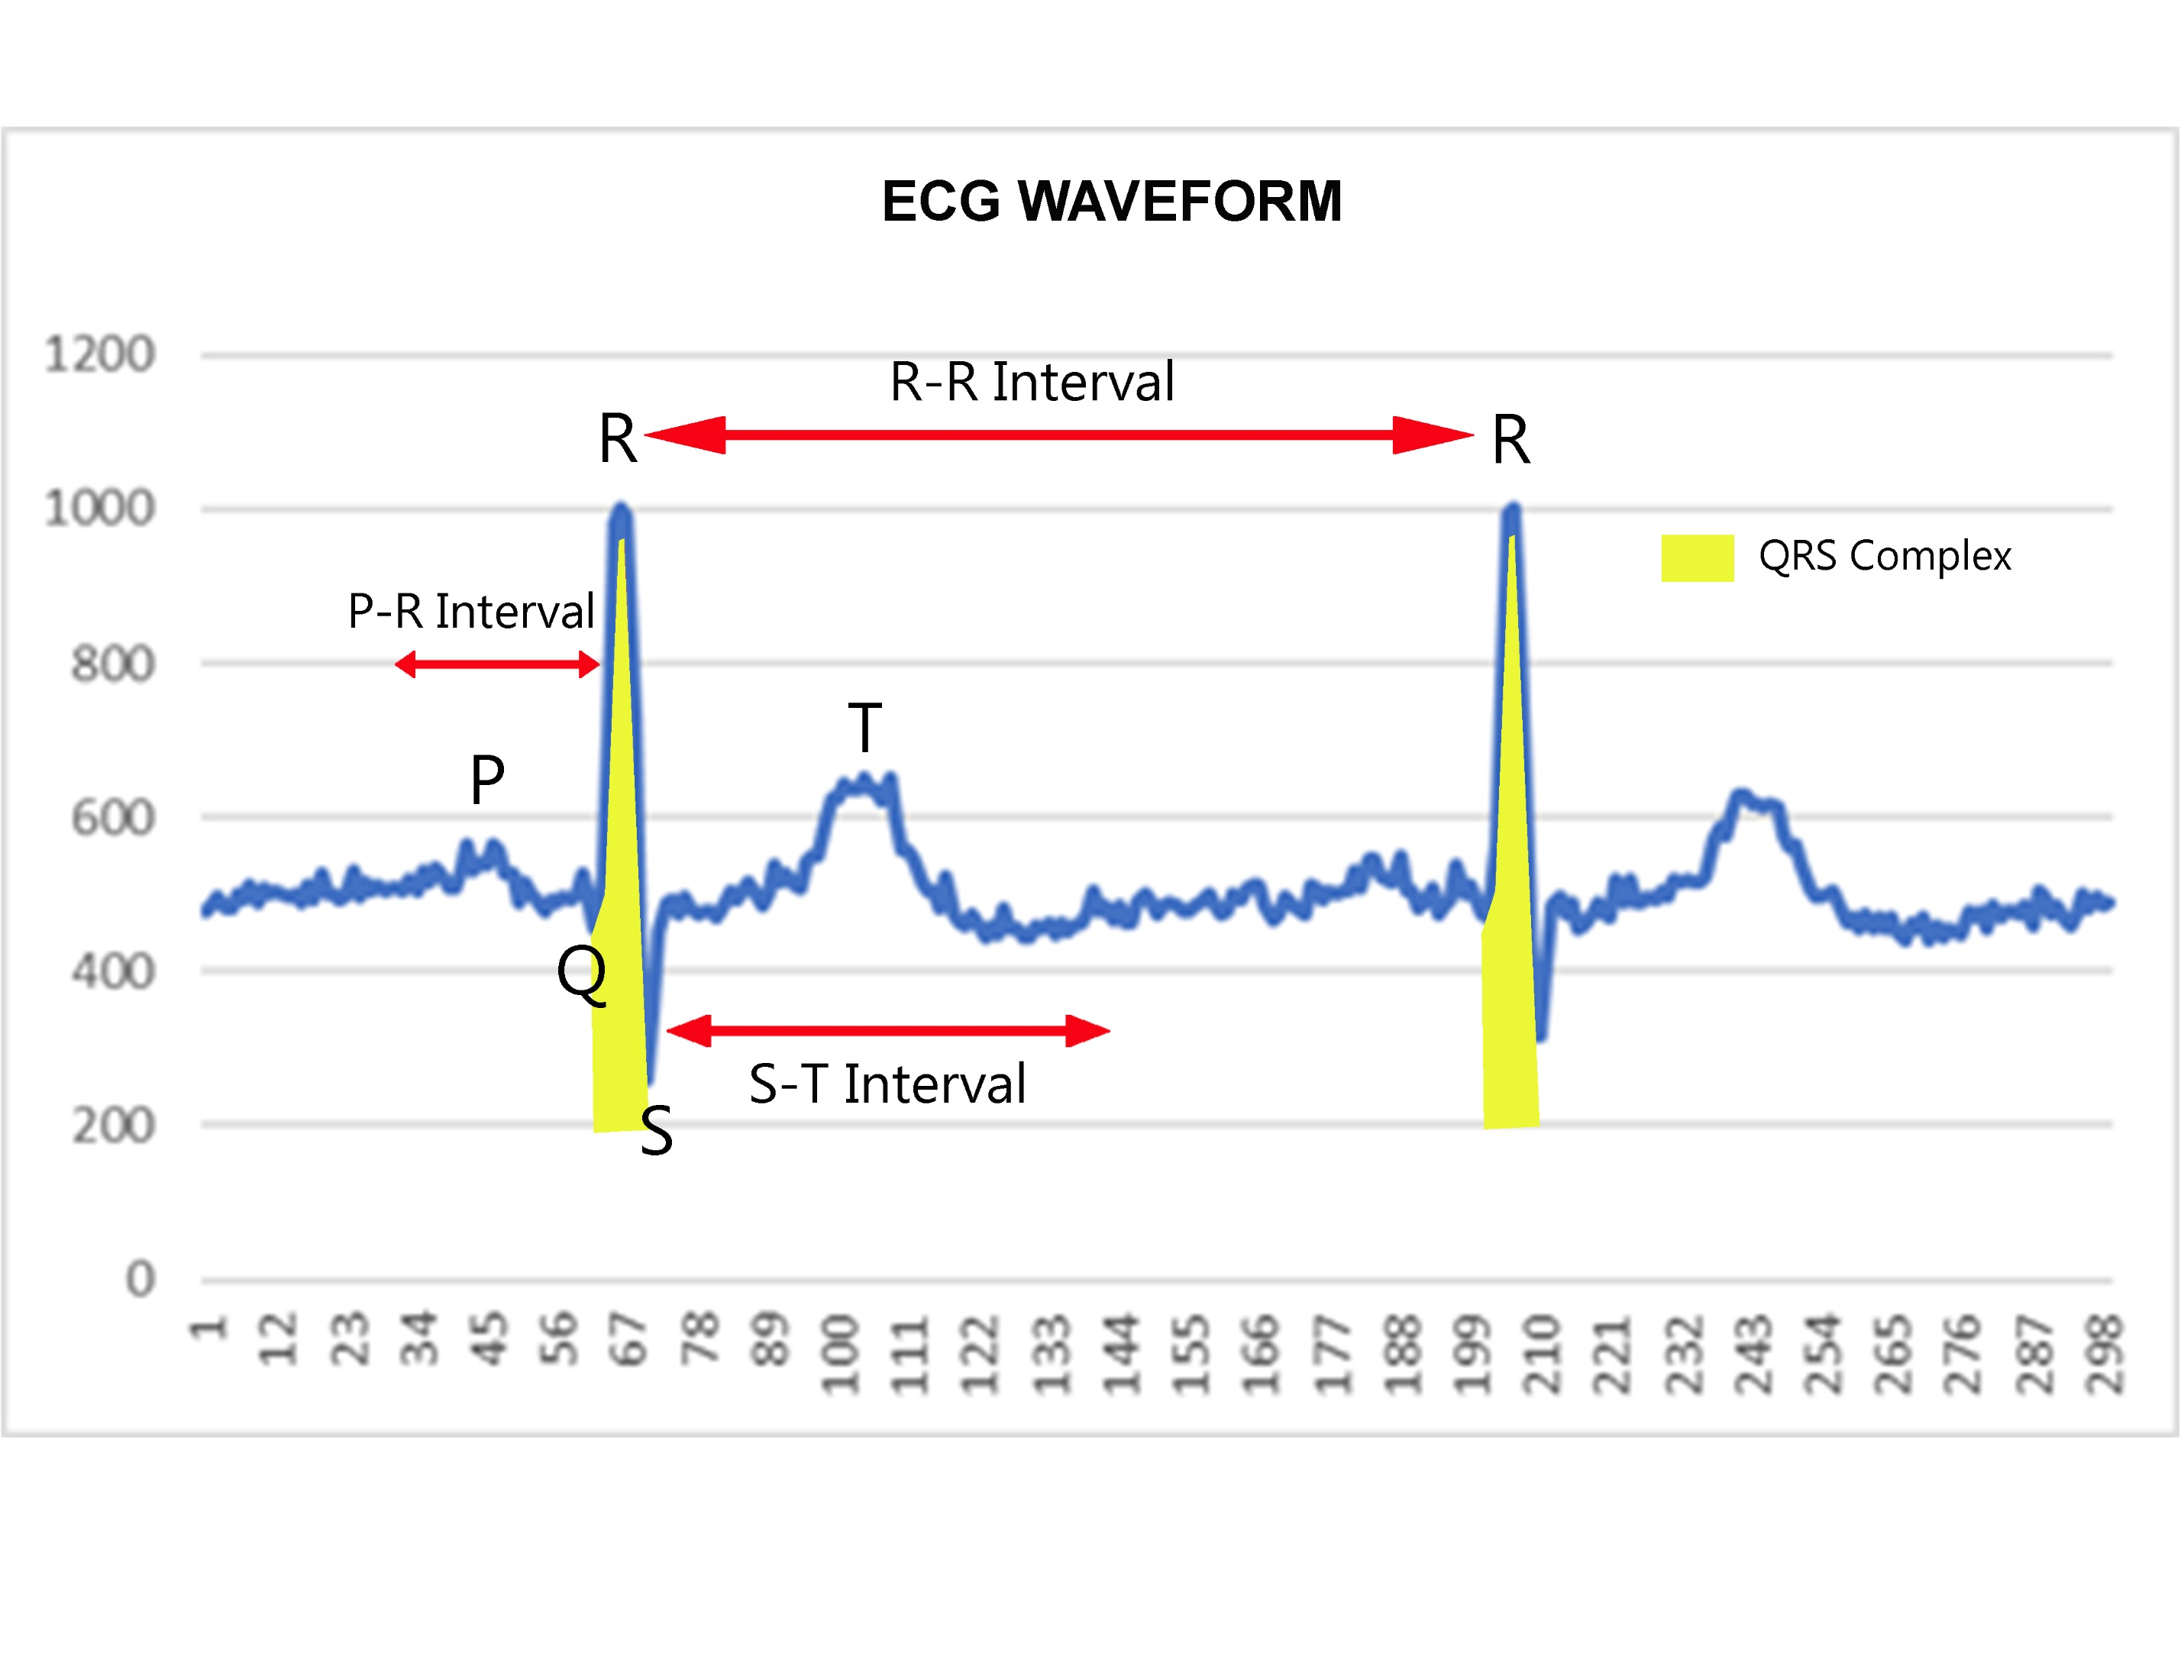 ECG WAVEFORM
1200
R-R Interval
R
R
1000
QRS Complex
P-R Interval
800
T
P
600
Q
400
S-T Interval
S
200
0
1 12 23 34 45 56 67 78 89 100 111 122 133 144 155 166 177 188 199 210 221 232 243 254 265 276 287 298